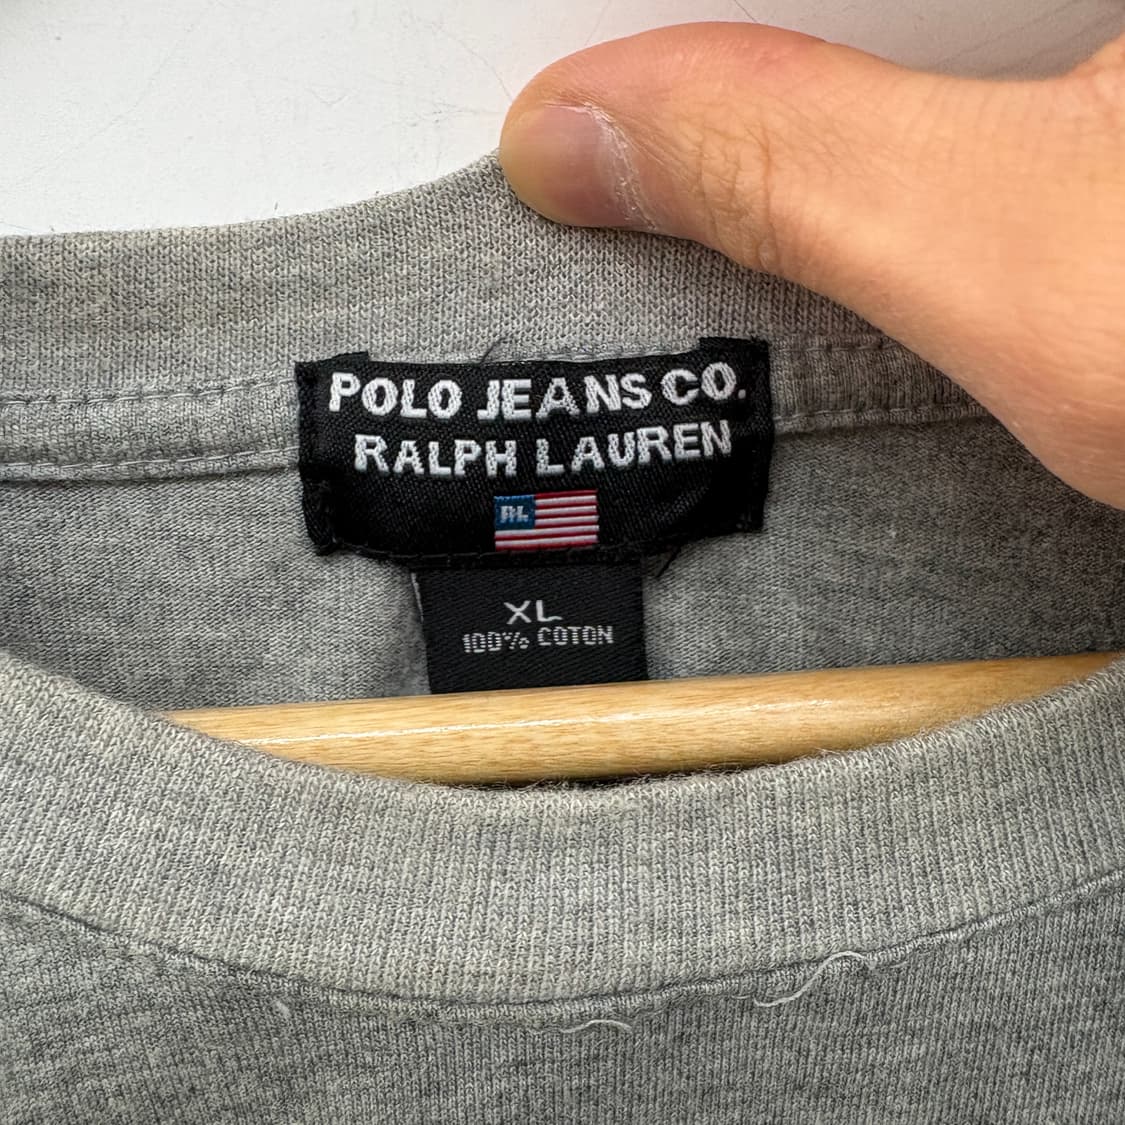 POLO JEANS CO.
RALPH LAUREN
RL
XL
100% COTON